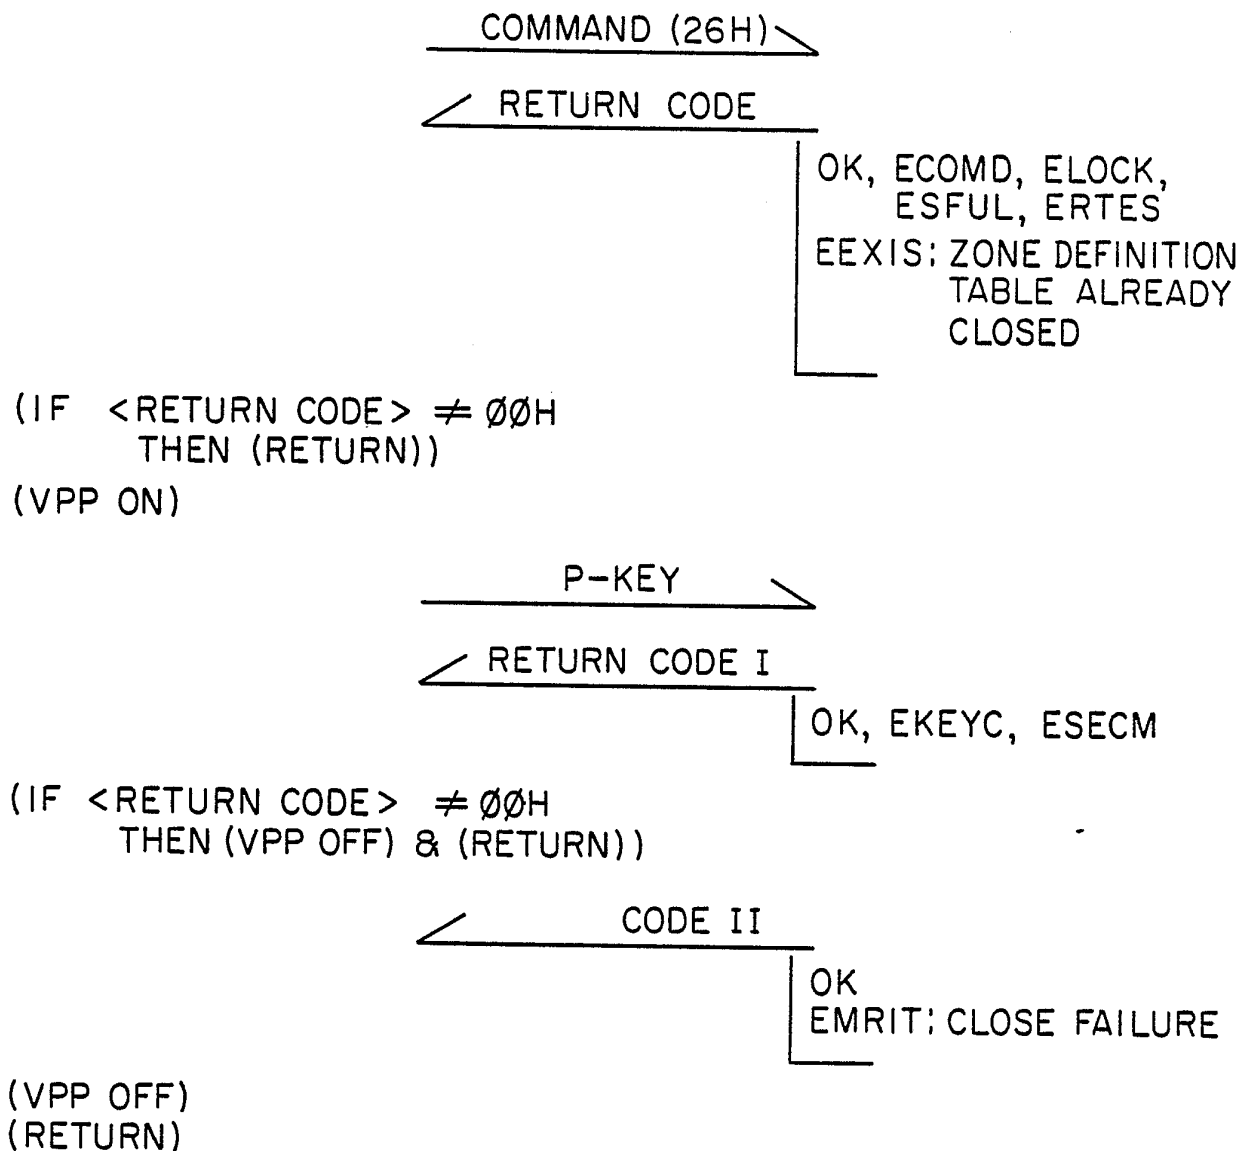 COMMAND (26H)
RETURN CODE
OK, ECOMD, ELOCK,
ESFUL, ERTES
EEXIS: ZONE DEFINITION
TABLE ALREADY
CLOSED
(IF <RETURN CODE> ≠ ØØH
THEN (RETURN))
(VPP ON)
P-KEY
RETURN CODE I
OK, EKEYC, ESECM
(IF <RETURN CODE> ≠ ØØH
THEN (VPP OFF) & (RETURN))
CODE II
OK
EMRIT: CLOSE FAILURE
(VPP OFF)
(RETURN)